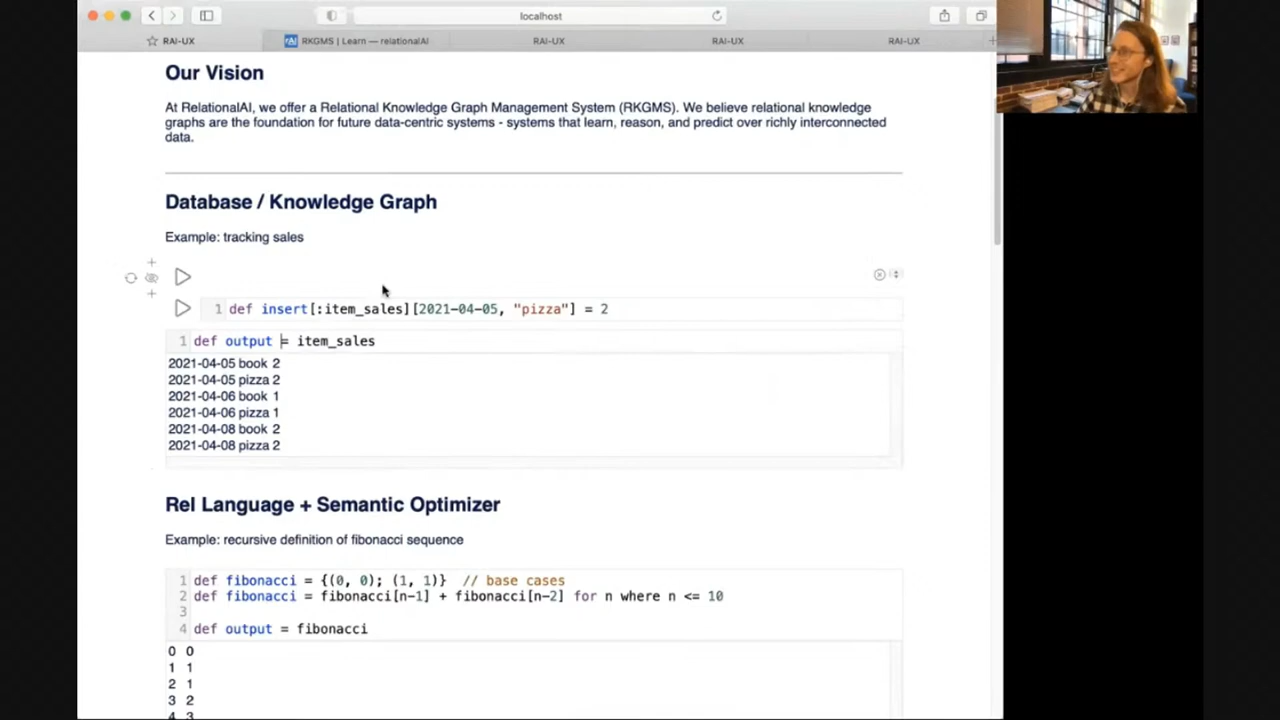 localhost
RAI-UX
RKGMS | Learn — relationalAI
RAI-UX
RAI-UX
RAI-UX
Our Vision
At RelationalAI, we offer a Relational Knowledge Graph Management System (RKGMS). We believe relational knowledge
graphs are the foundation for future data-centric systems - systems that learn, reason, and predict over richly interconnected
data.
Database / Knowledge Graph
Example: tracking sales
1 def insert[:item_sales][2021-04-05, "pizza"] = 2
1 def output = item_sales
2021-04-05 book 2
2021-04-05 pizza 2
2021-04-06 book 1
2021-04-06 pizza 1
2021-04-08 book 2
2021-04-08 pizza 2
Rel Language + Semantic Optimizer
Example: recursive definition of fibonacci sequence
1 def fibonacci = {(0, 0); (1, 1)} // base cases
2 def fibonacci = fibonacci[n-1] + fibonacci[n-2] for n where n <= 10
3
4 def output = fibonacci
0 0
1 1
2 1
3 2
4 3